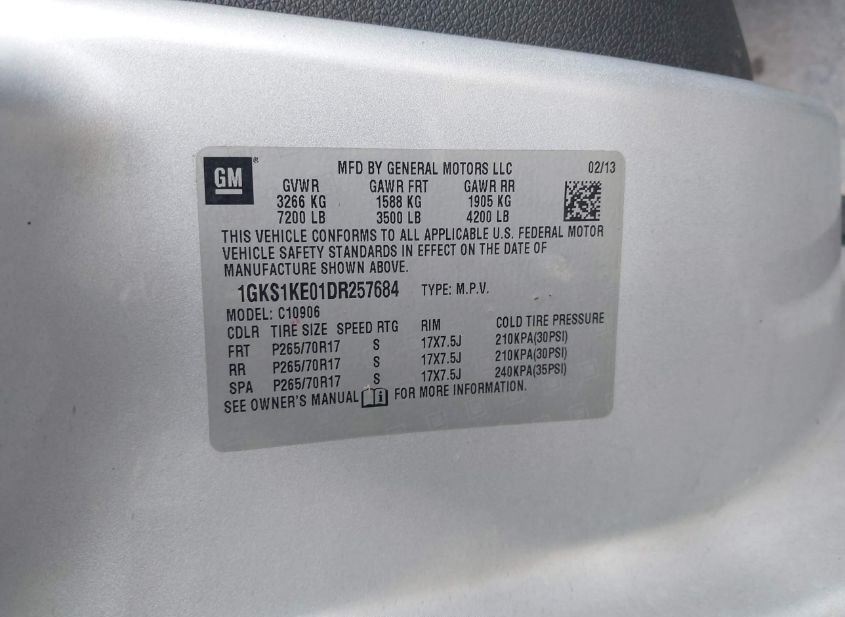 GM ® MFD BY GENERAL MOTORS LLC 02/13
GVWR GAWR FRT GAWR RR
3266 KG 1588 KG 1905 KG
7200 LB 3500 LB 4200 LB
THIS VEHICLE CONFORMS TO ALL APPLICABLE U.S. FEDERAL MOTOR
VEHICLE SAFETY STANDARDS IN EFFECT ON THE DATE OF
MANUFACTURE SHOWN ABOVE.
1GKS1KE01DR257684 TYPE: M.P.V.
MODEL: C10906
CDLR TIRE SIZE SPEED RTG RIM COLD TIRE PRESSURE
FRT P265/70R17 S 17X7.5J 210KPA(30PSI)
RR P265/70R17 S 17X7.5J 210KPA(30PSI)
SPA P265/70R17 S 17X7.5J 240KPA(35PSI)
SEE OWNER'S MANUAL i FOR MORE INFORMATION.